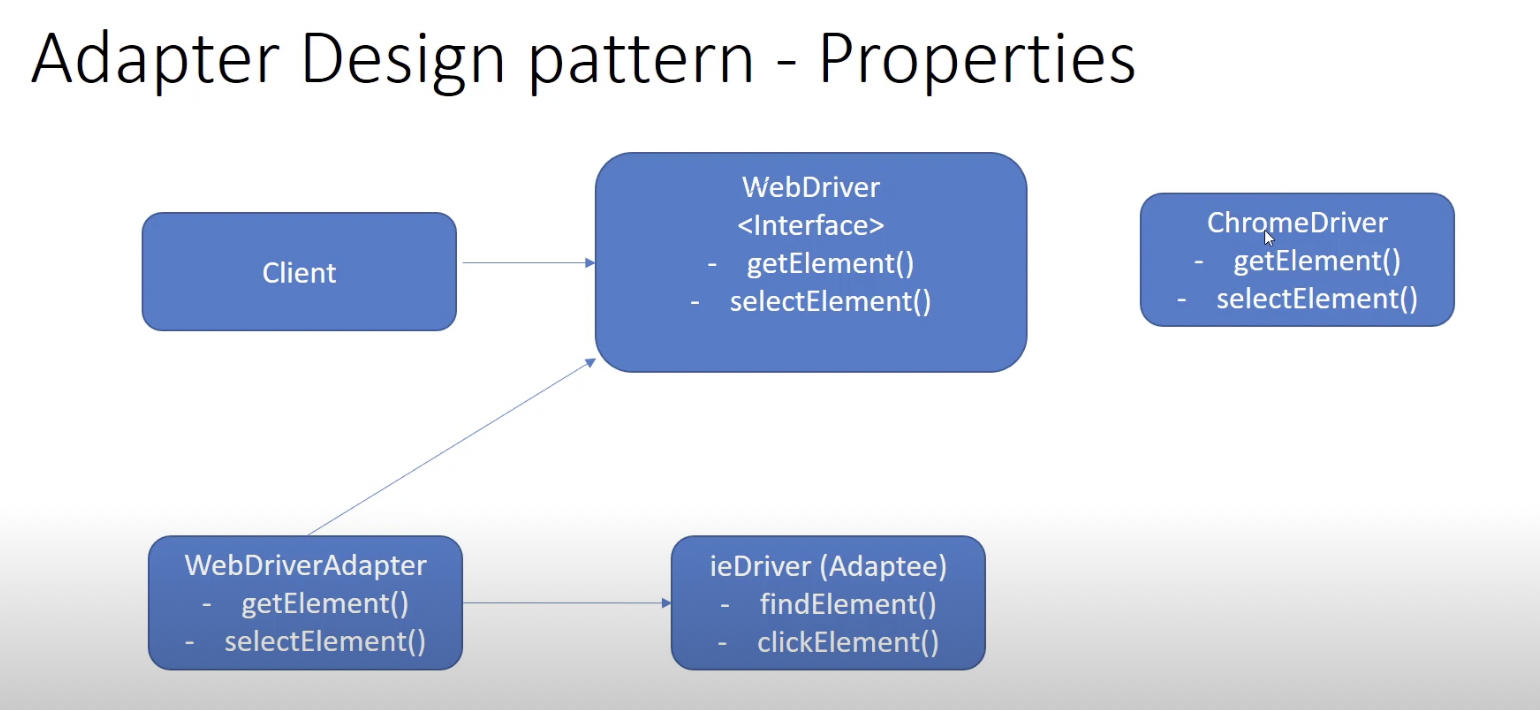 Adapter Design pattern - Properties
Client
WebDriver
<Interface>
- getElement()
- selectElement()
ChromeDriver
- getElement()
- selectElement()
WebDriverAdapter
- getElement()
- selectElement()
ieDriver (Adaptee)
- findElement()
- clickElement()